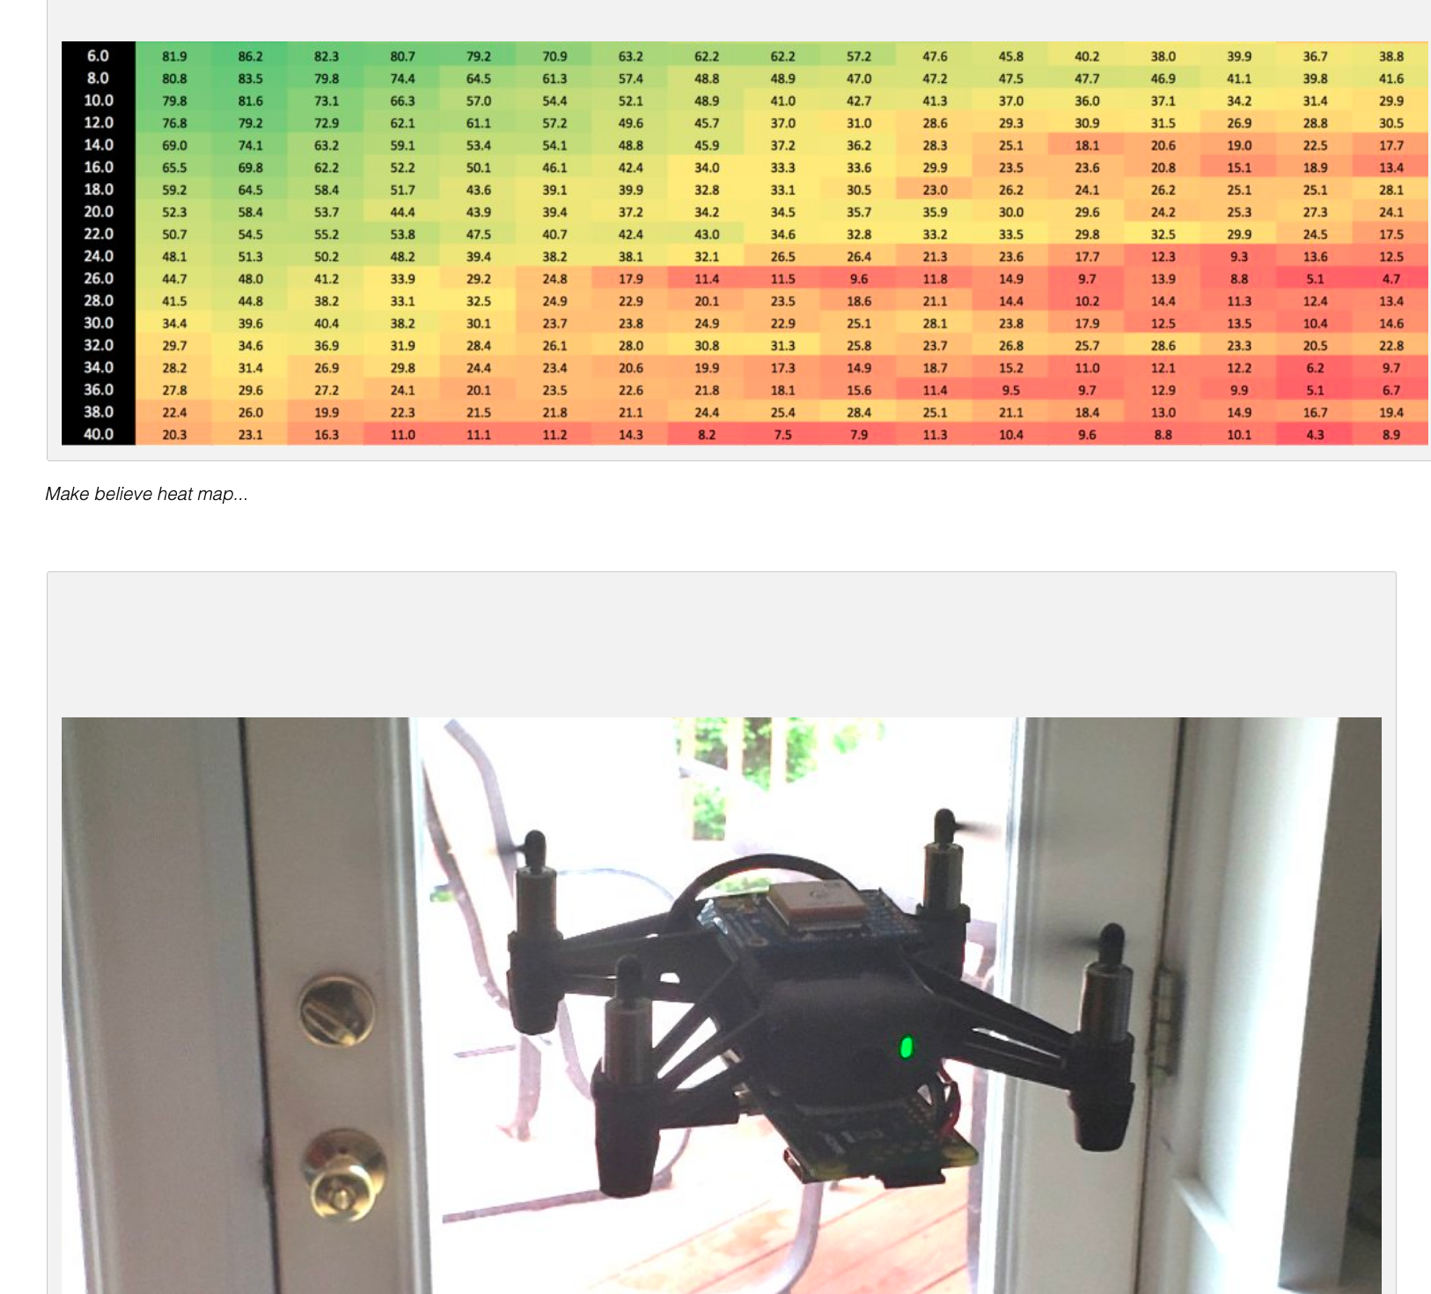 6.0 81.9 86.2 82.3 80.7 79.2 70.9 63.2 62.2 62.2 57.2 47.6 45.8 40.2 38.0 39.9 36.7 38.8
8.0 80.8 83.5 79.8 74.4 64.5 61.3 57.4 48.8 48.9 47.0 47.2 47.5 47.7 46.9 41.1 39.8 41.6
10.0 79.8 81.6 73.1 66.3 57.0 54.4 52.1 48.9 41.0 42.7 41.3 37.0 36.0 37.1 34.2 31.4 29.9
12.0 76.8 79.2 72.9 62.1 61.1 57.2 49.6 45.7 37.0 31.0 28.6 29.3 30.9 31.5 26.9 28.8 30.5
14.0 69.0 74.1 63.2 59.1 53.4 54.1 48.8 45.9 37.2 36.2 28.3 25.1 18.1 20.6 19.0 22.5 17.7
16.0 65.5 69.8 62.2 52.2 50.1 46.1 42.4 34.0 33.3 33.6 29.9 23.5 23.6 20.8 15.1 18.9 13.4
18.0 59.2 64.5 58.4 51.7 43.6 39.1 39.9 32.8 33.1 30.5 23.0 26.2 24.1 26.2 25.1 25.1 28.1
20.0 52.3 58.4 53.7 44.4 43.9 39.4 37.2 34.2 34.5 35.7 35.9 30.0 29.6 24.2 25.3 27.3 24.1
22.0 50.7 54.5 55.2 53.8 47.5 40.7 42.4 43.0 34.6 32.8 33.2 33.5 29.8 32.5 29.9 24.5 17.5
24.0 48.1 51.3 50.2 48.2 39.4 38.2 38.1 32.1 26.5 26.4 21.3 23.6 17.7 12.3 9.3 13.6 12.5
26.0 44.7 48.0 41.2 33.9 29.2 24.8 17.9 11.4 11.5 9.6 11.8 14.9 9.7 13.9 8.8 5.1 4.7
28.0 41.5 44.8 38.2 33.1 32.5 24.9 22.9 20.1 23.5 18.6 21.1 14.4 10.2 14.4 11.3 12.4 13.4
30.0 34.4 39.6 40.4 38.2 30.1 23.7 23.8 24.9 22.9 25.1 28.1 23.8 17.9 12.5 13.5 10.4 14.6
32.0 29.7 34.6 36.9 31.9 28.4 26.1 28.0 30.8 31.3 25.8 23.7 26.8 25.7 28.6 23.3 20.5 22.8
34.0 28.2 31.4 26.9 29.8 24.4 23.4 20.6 19.9 17.3 14.9 18.7 15.2 11.0 12.1 12.2 6.2 9.7
36.0 27.8 29.6 27.2 24.1 20.1 23.5 22.6 21.8 18.1 15.6 11.4 9.5 9.7 12.9 9.9 5.1 6.7
38.0 22.4 26.0 19.9 22.3 21.5 21.8 21.1 24.4 25.4 28.4 25.1 21.1 18.4 13.0 14.9 16.7 19.4
40.0 20.3 23.1 16.3 11.0 11.1 11.2 14.3 8.2 7.5 7.9 11.3 10.4 9.6 8.8 10.1 4.3 8.9
Make believe heat map...